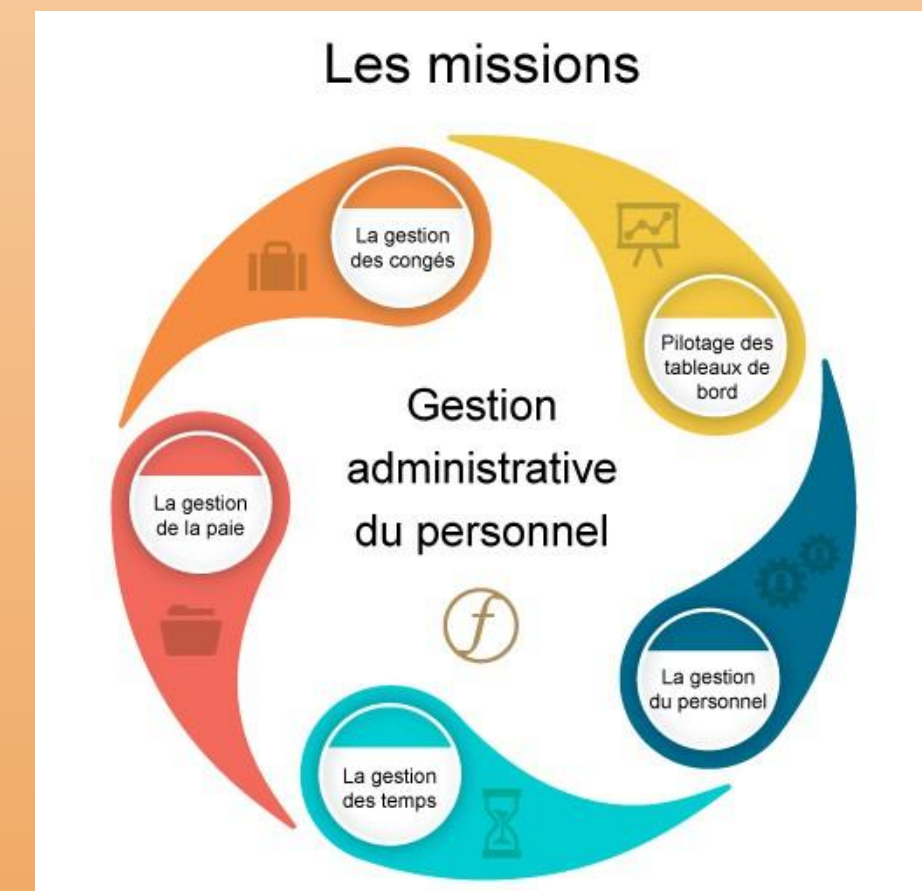 Les missions
La gestion
des congés
Pilotage des
tableaux de
bord
Gestion
administrative
du personnel
La gestion
de la paie
f
La gestion
du personnel
La gestion
des temps